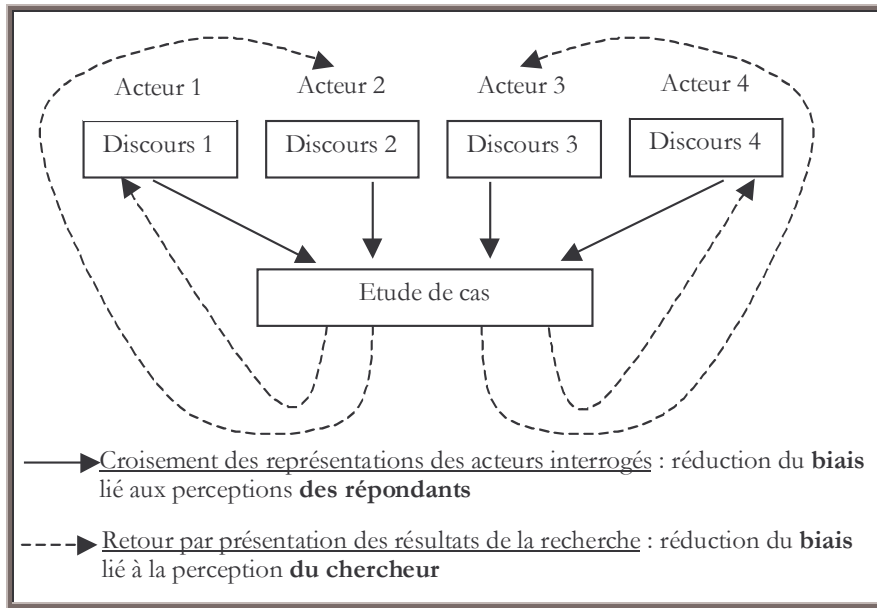 Acteur 1 Acteur 2 Acteur 3 Acteur 4
Discours 1 Discours 2 Discours 3 Discours 4
Etude de cas
Croisement des représentations des acteurs interrogés : réduction du biais
lié aux perceptions des répondants
Retour par présentation des résultats de la recherche : réduction du biais
lié à la perception du chercheur